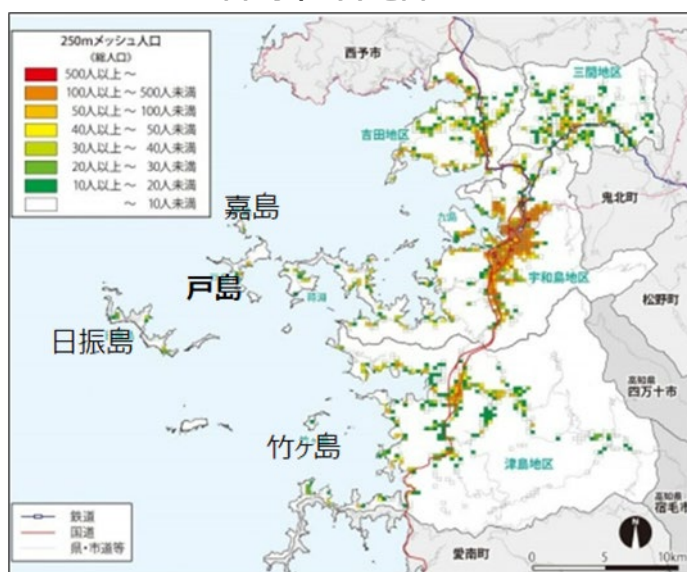 250mメッシュ人口
(総人口)
500人以上～
100人以上～ 500人未満
50人以上～ 100人未満
40人以上～ 50人未満
30人以上～ 40人未満
20人以上～ 30人未満
10人以上～ 20人未満
～ 10人未満
西予市
三間地区
吉田地区
鬼北町
嘉島
九島
宇和島地区
戸島
松野町
日振島
高知県
四万十市
竹ヶ島
津島地区
高知県
宿毛市
鉄道
国道
県・市道等
愛南町
N
0 5 10km